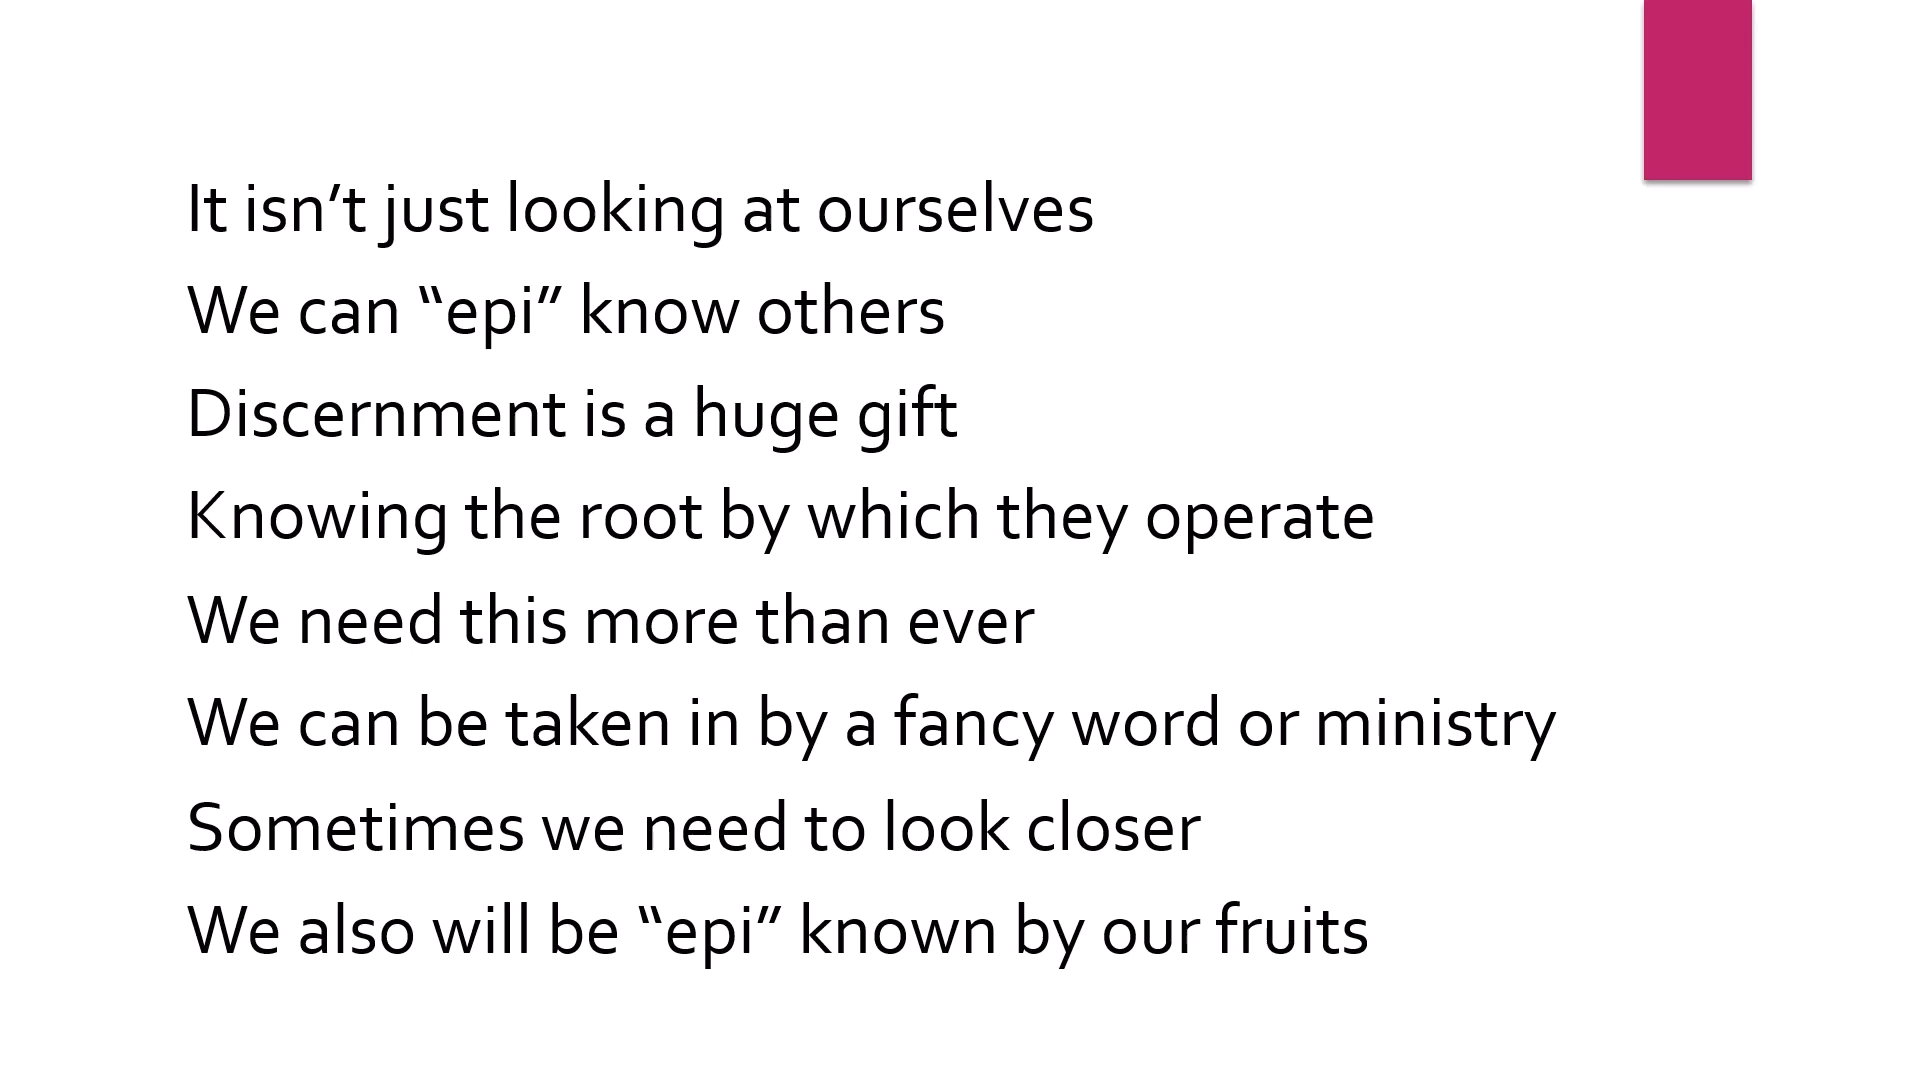 It isn’t just looking at ourselves
We can “epi” know others
Discernment is a huge gift
Knowing the root by which they operate
We need this more than ever
We can be taken in by a fancy word or ministry
Sometimes we need to look closer
We also will be “epi” known by our fruits